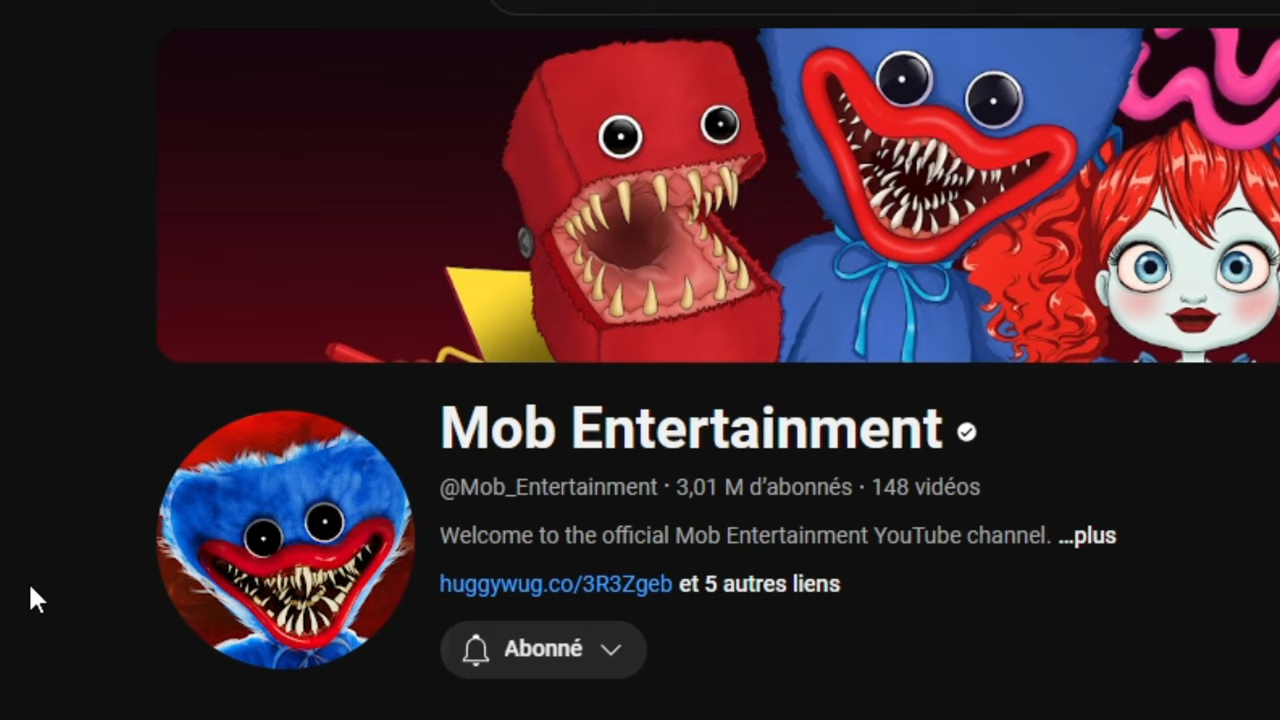 Mob Entertainment
@Mob_Entertainment · 3,01 M d’abonnés · 148 vidéos
Welcome to the official Mob Entertainment YouTube channel. ...plus
huggywug.co/3R3Zgeb et 5 autres liens
Abonné